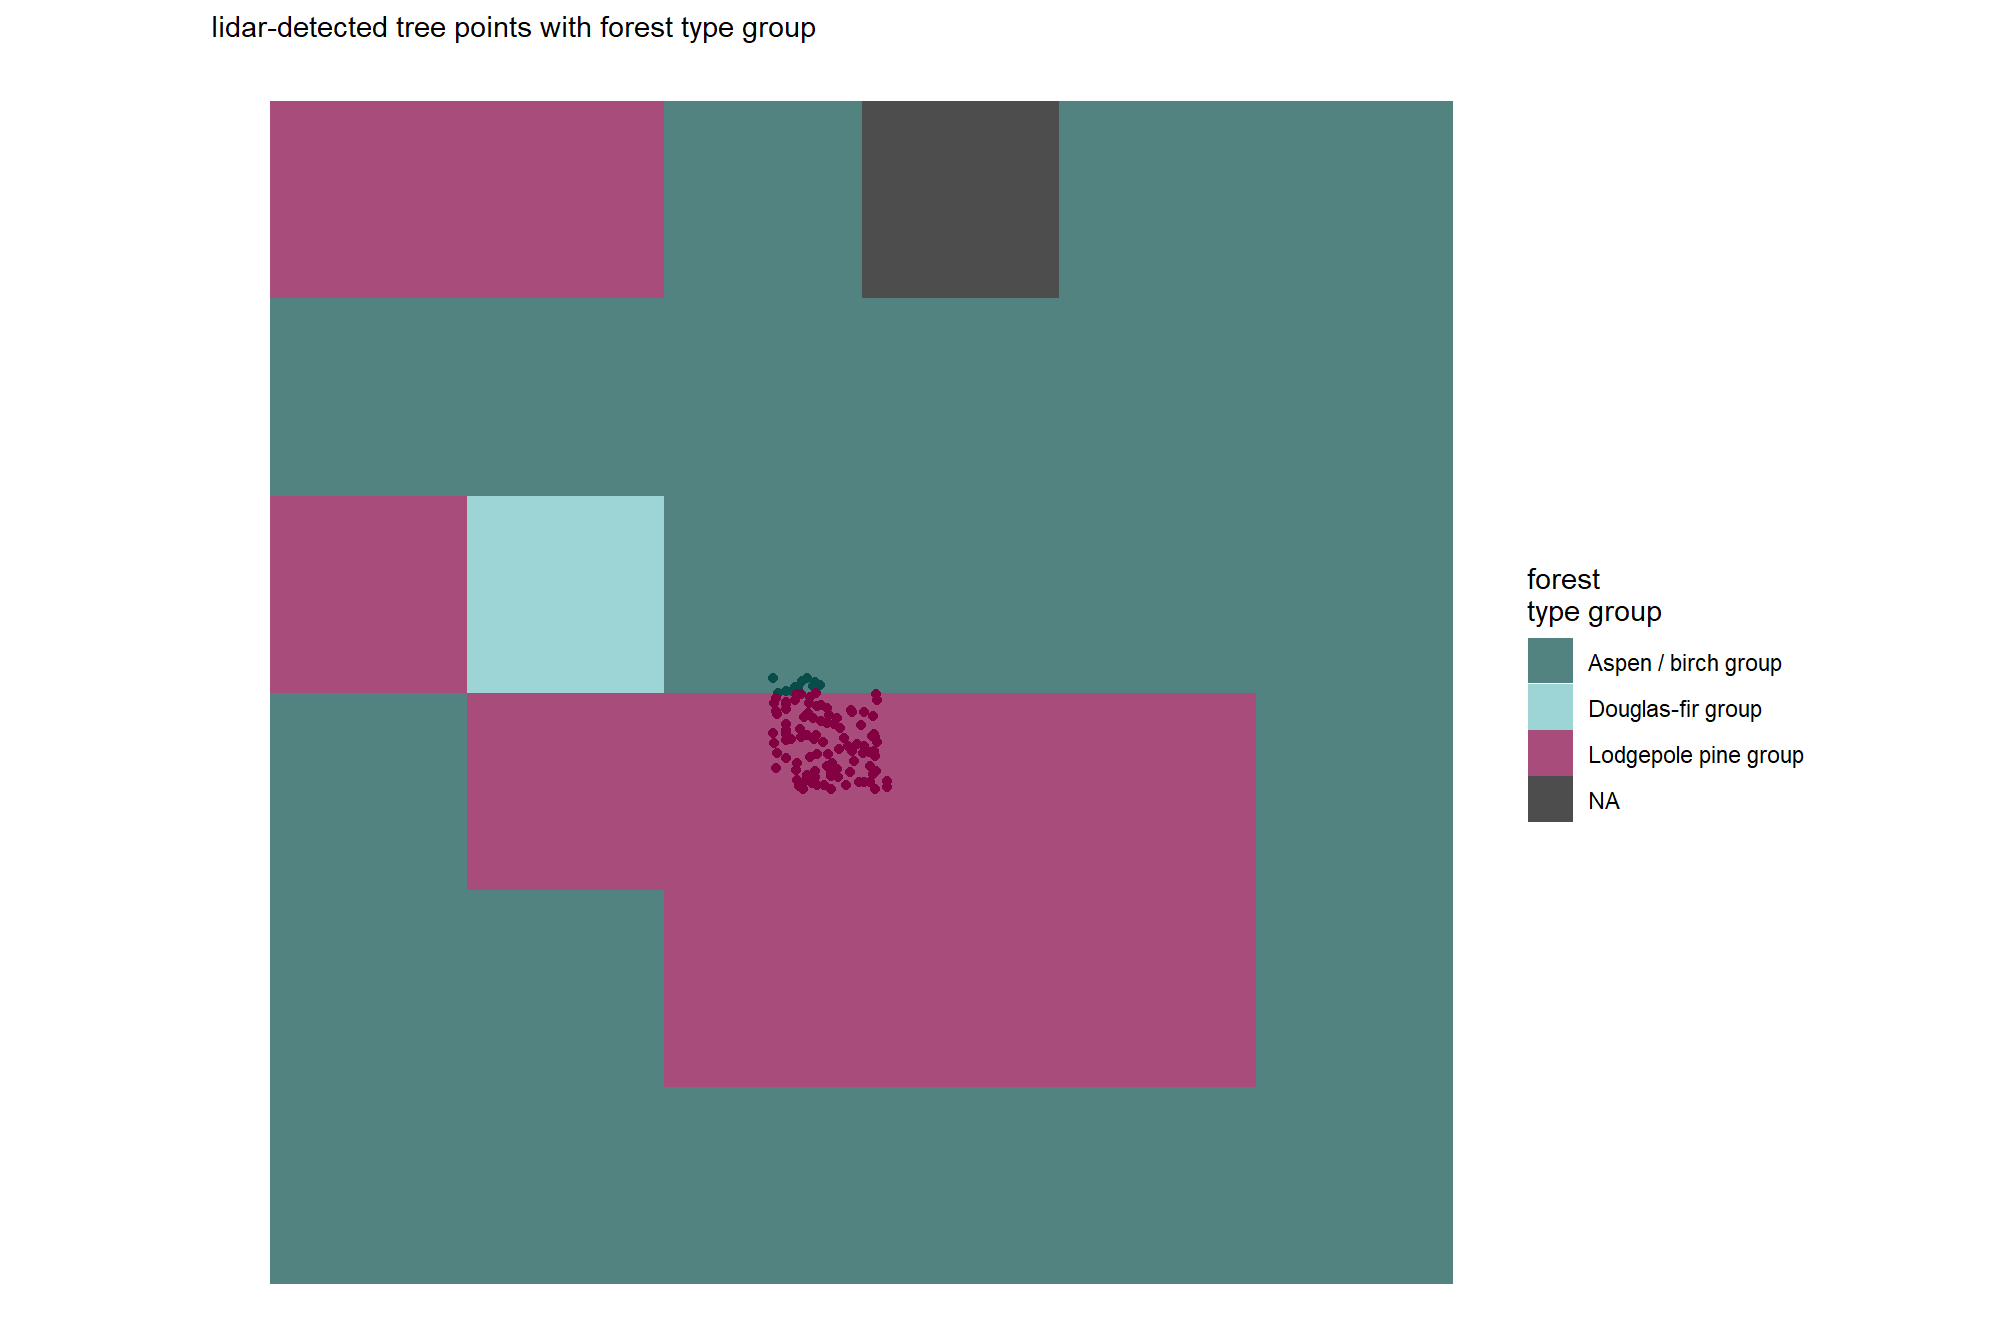 lidar-detected tree points with forest type group
forest
type group
Aspen / birch group
Douglas-fir group
Lodgepole pine group
NA